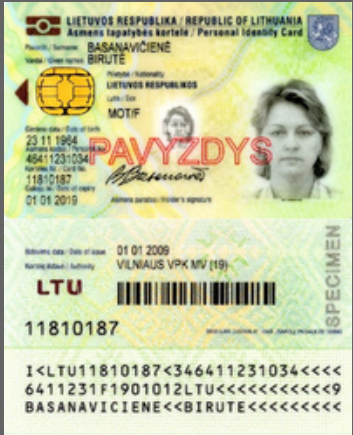 LIETUVOS RESPUBLIKA / REPUBLIC OF LITHUANIA
Asmens tapatybės kortelė / Personal Identity Card
Pavardė / Surname BASANAVIČIENĖ
Vardai / Given names BIRUTĖ
Pilietybė / Nationality
LIETUVOS RESPUBLIKOS
Lytis / Sex
MOT/F
Gimimo data / Date of birth
23 11 1964
Asmens kodas / Personal
46411231034
PAVYZDYS
Kortelės Nr. / Card No.
11810187
Galioja iki / Date of expiry
01 01 2019
Asmens parašas / Holder's signature
Išdavimo data / Date of issue 01 01 2009
Authority VILNIAUS VPK MV (19)
LTU
SPECIMEN
11810187
I<LTU11810187<346411231034<<<<
6411231F1901012LTU<<<<<<<<<<<9
BASANAVICIENE<<BIRUTE<<<<<<<<<